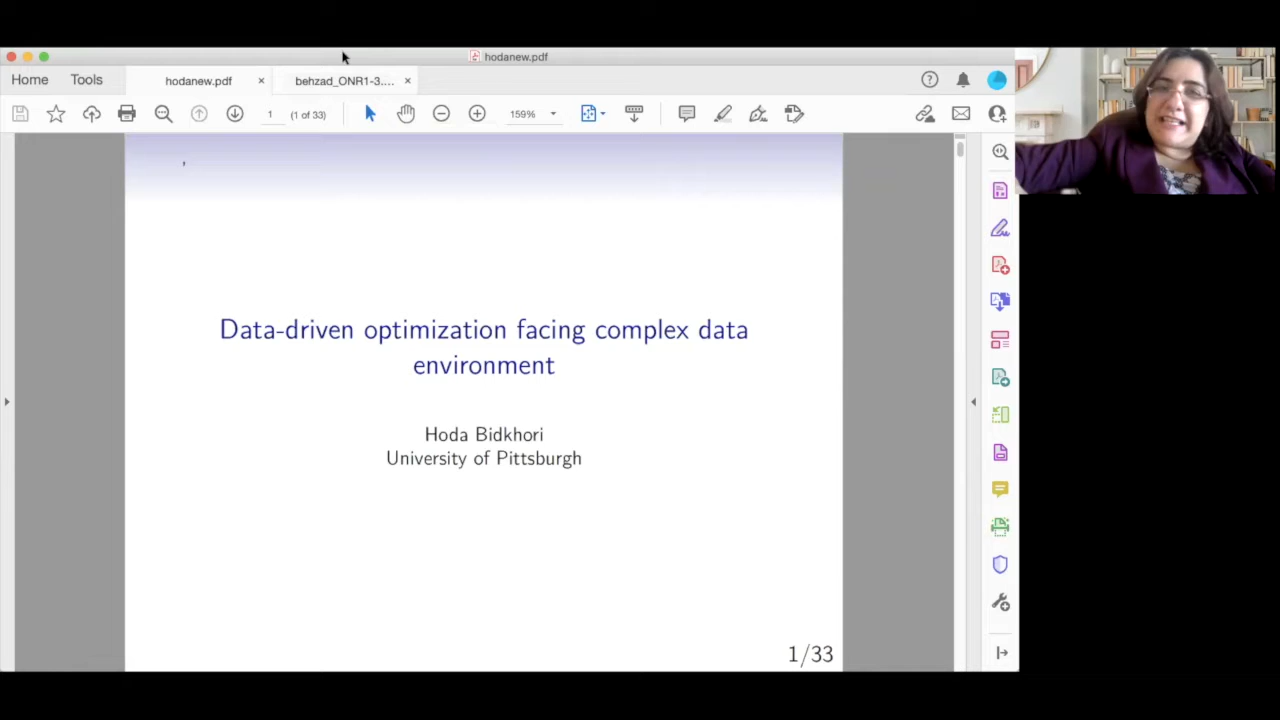 hodanew.pdf
Home
Tools
hodanew.pdf
behzad_ONR1-3....
1
(1 of 33)
159%
,
Data-driven optimization facing complex data
environment
Hoda Bidkhori
University of Pittsburgh
1/33